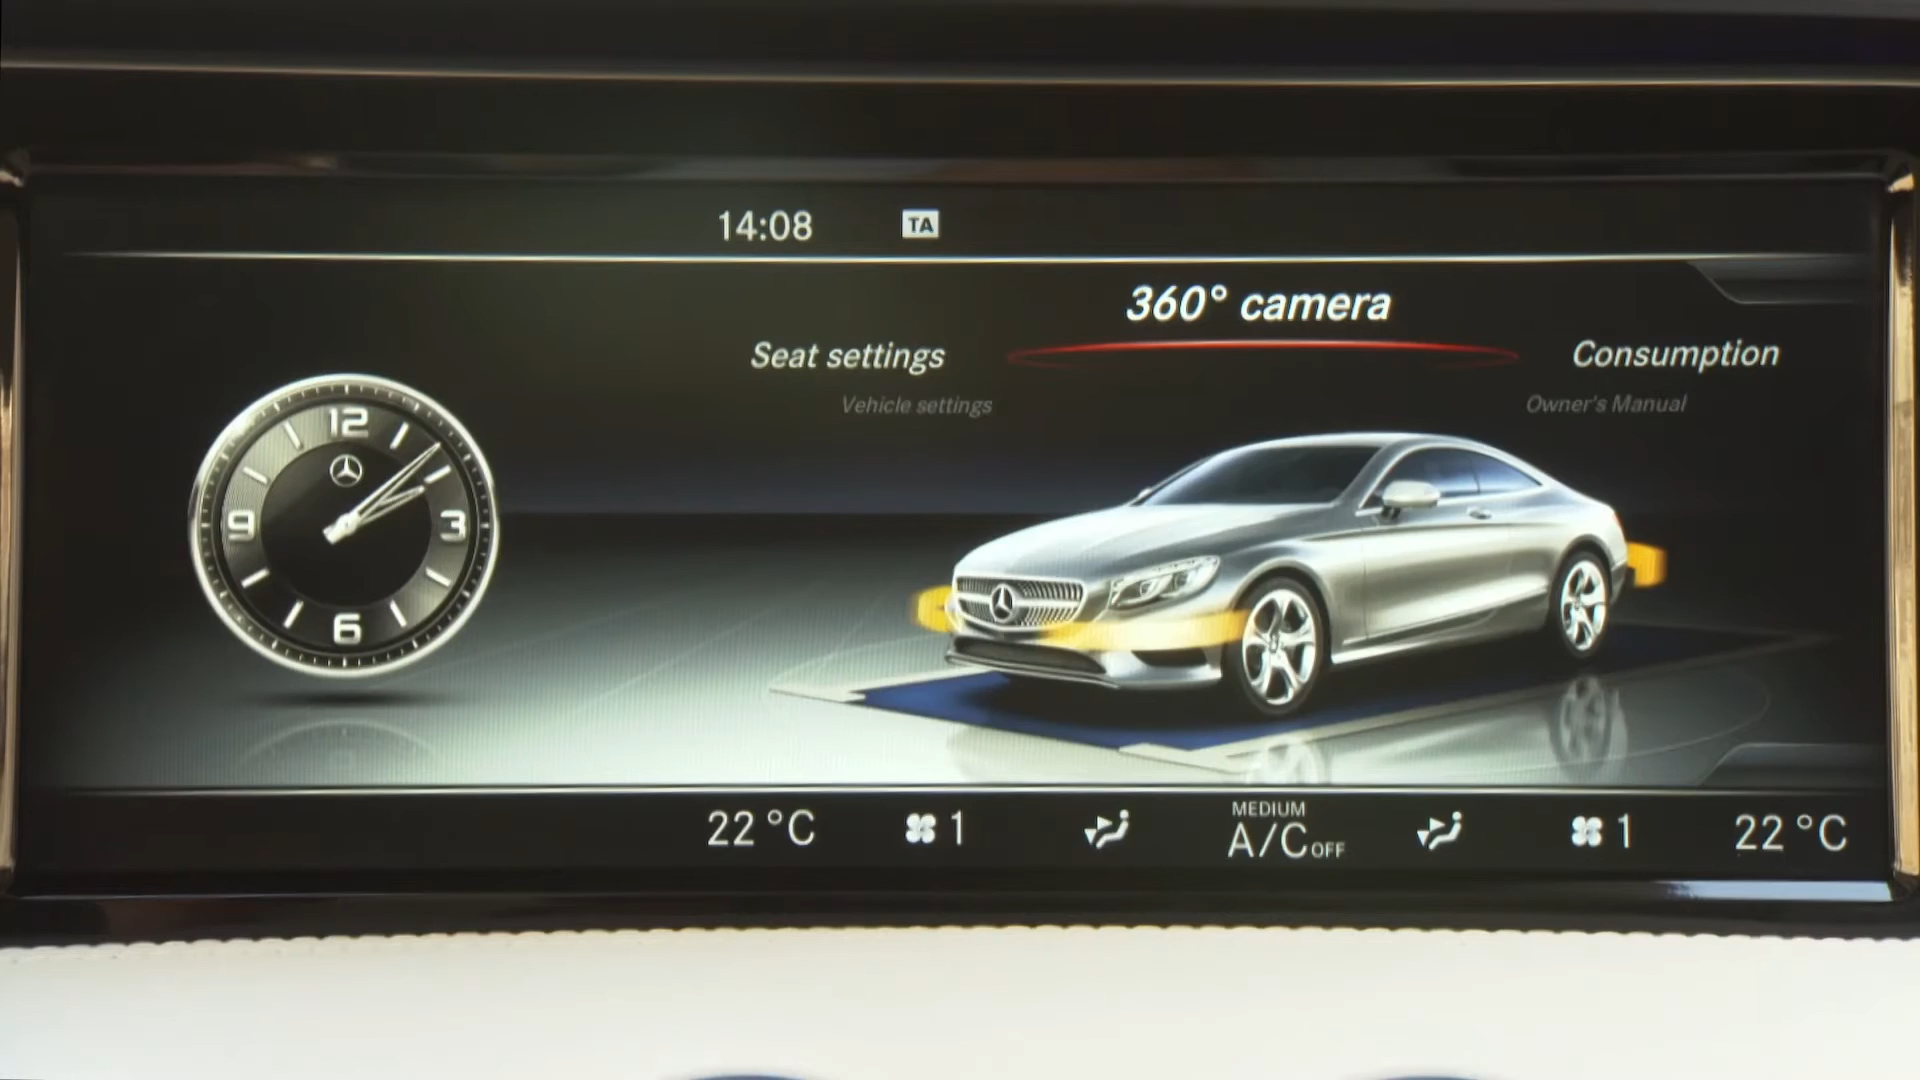 14:08 TA
360° camera
Seat settings
Consumption
Vehicle settings
Owner's Manual
12
9
3
6
22 °C 1 MEDIUM A/C OFF 1 22 °C